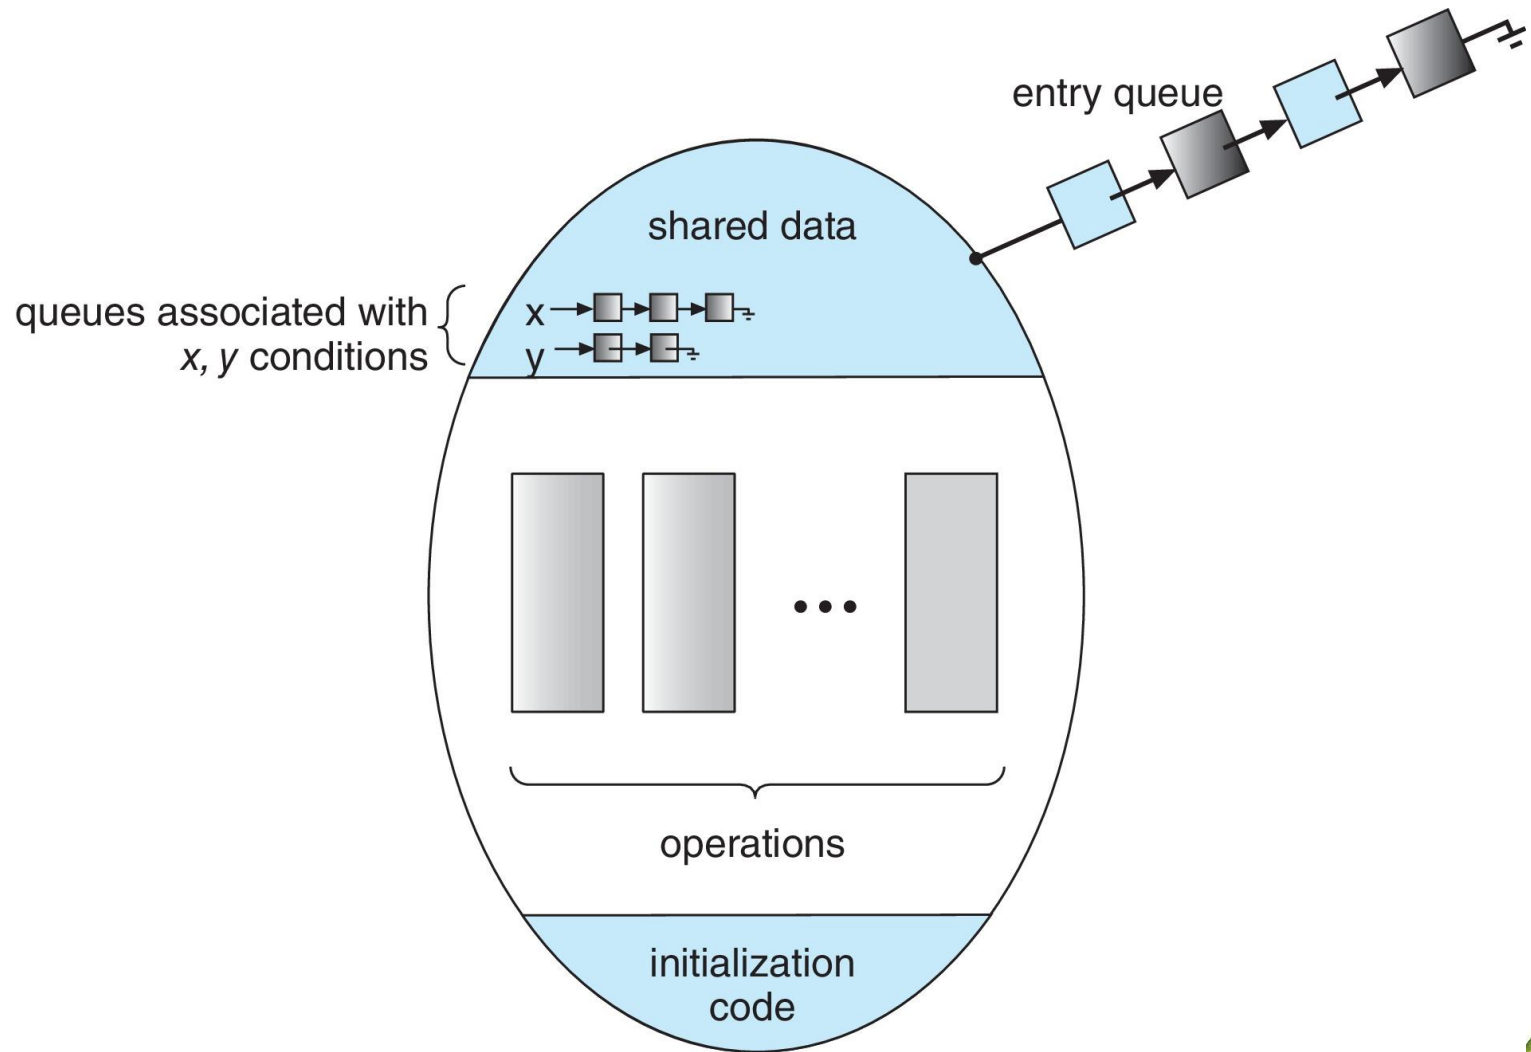 entry queue
shared data
queues associated with
x, y conditions
x
y
operations
initialization
code